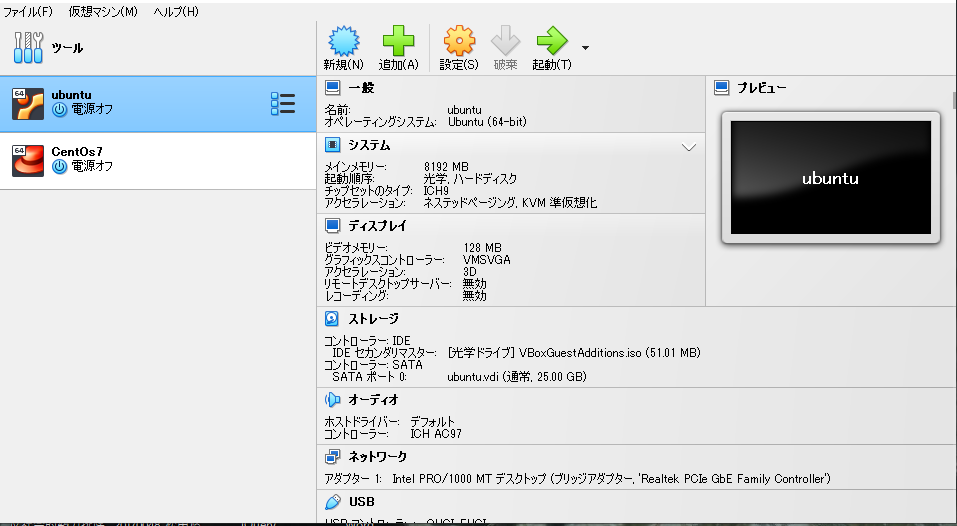 ファイル(F) 仮想マシン(M) ヘルプ(H)
ツール
新規(N) 追加(A) 設定(S) 破棄 起動(T)
64
ubuntu
電源オフ
64
CentOs7
電源オフ
一般
名前: ubuntu
オペレーティングシステム: Ubuntu (64-bit)
システム
メインメモリー: 8192 MB
起動順序: 光学, ハードディスク
チップセットのタイプ: ICH9
アクセラレーション: ネステッドページング, KVM 準仮想化
ディスプレイ
ビデオメモリー: 128 MB
グラフィックスコントローラー: VMSVGA
アクセラレーション: 3D
リモートデスクトップサーバー: 無効
レコーディング: 無効
プレビュー
ubuntu
ストレージ
コントローラー: IDE
IDE セカンダリマスター: [光学ドライブ] VBoxGuestAdditions.iso (51.01 MB)
コントローラー: SATA
SATA ポート 0: ubuntu.vdi (通常, 25.00 GB)
オーディオ
ホストドライバー: デフォルト
コントローラー: ICH AC97
ネットワーク
アダプター 1: Intel PRO/1000 MT デスクトップ (ブリッジアダプター, 'Realtek PCIe GbE Family Controller')
USB
USB コントローラー: OHCI, EHCI